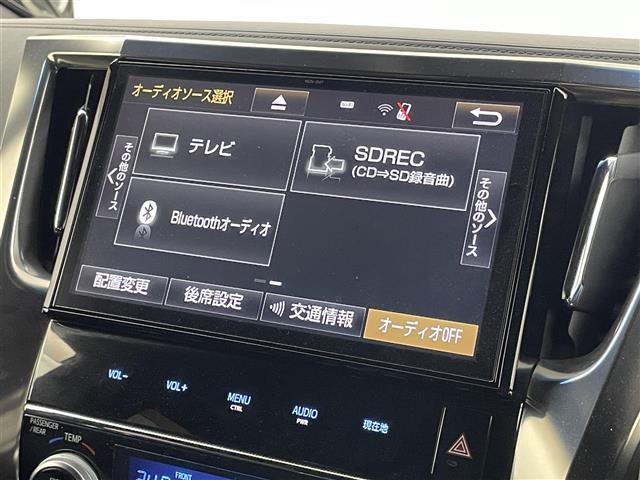 オーディオソース選択
Wi-Fi
テレビ
SDREC
(CD⇒SD録音曲)
その他のソース
その他のソース
Bluetoothオーディオ
配置変更
後席設定
交通情報
オーディオOFF
VOL-
VOL+
MENU
CTRL
AUDIO
PWR
現在地
PASSENGER
/REAR
TEMP
FRONT